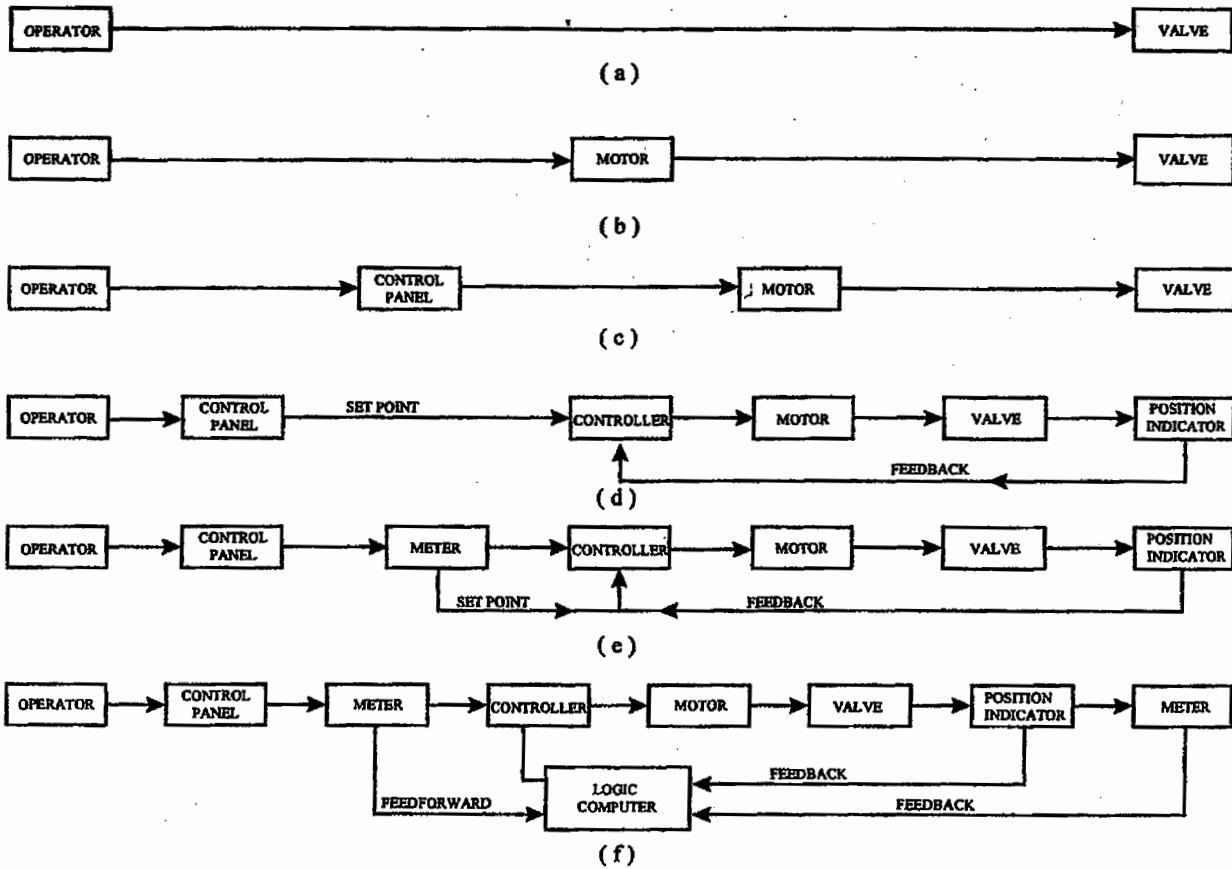 OPERATOR
VALVE
(a)
OPERATOR
MOTOR
VALVE
(b)
OPERATOR
CONTROL
PANEL
MOTOR
VALVE
(c)
OPERATOR
CONTROL
PANEL
SET POINT
CONTROLLER
MOTOR
VALVE
POSITION
INDICATOR
FEEDBACK
(d)
OPERATOR
CONTROL
PANEL
METER
CONTROLLER
MOTOR
VALVE
POSITION
INDICATOR
SET POINT
FEEDBACK
(e)
OPERATOR
CONTROL
PANEL
METER
CONTROLLER
MOTOR
VALVE
POSITION
INDICATOR
METER
FEEDBACK
LOGIC
COMPUTER
FEEDFORWARD
FEEDBACK
(f)